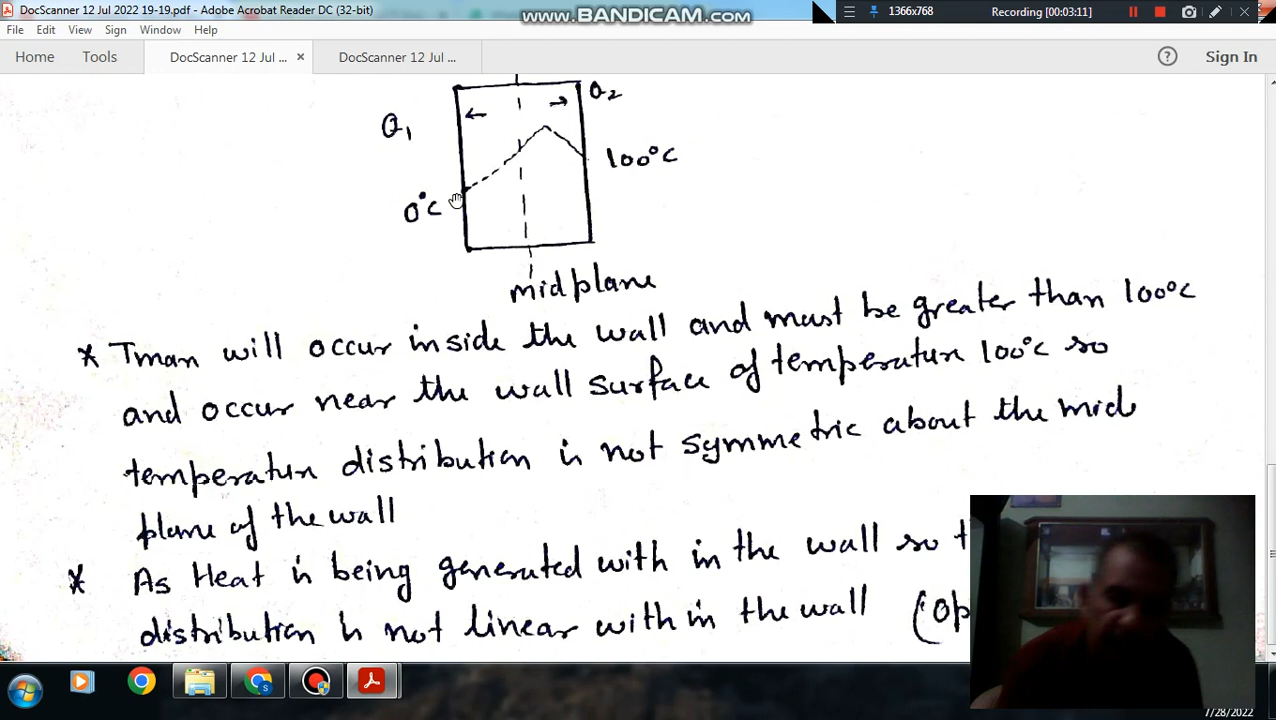 DocScanner 12 Jul 2022 19-19.pdf - Adobe Acrobat Reader DC (32-bit)
www.BANDICAM.com
1366x768
Recording [00:03:11]
File Edit View Sign Window Help
Home Tools DocScanner 12 Jul ... × DocScanner 12 Jul ... ? Sign In
Q1
Q2
100°C
0°C
midplane
* Tman will occur inside the wall and must be greater than 100°C
and occur near the wall surface of temperature 100°C so
temperature distribution is not symmetric about the mid
plane of the wall
* As Heat is being generated with in the wall so t
distribution is not linear with in the wall (op
7/28/2022